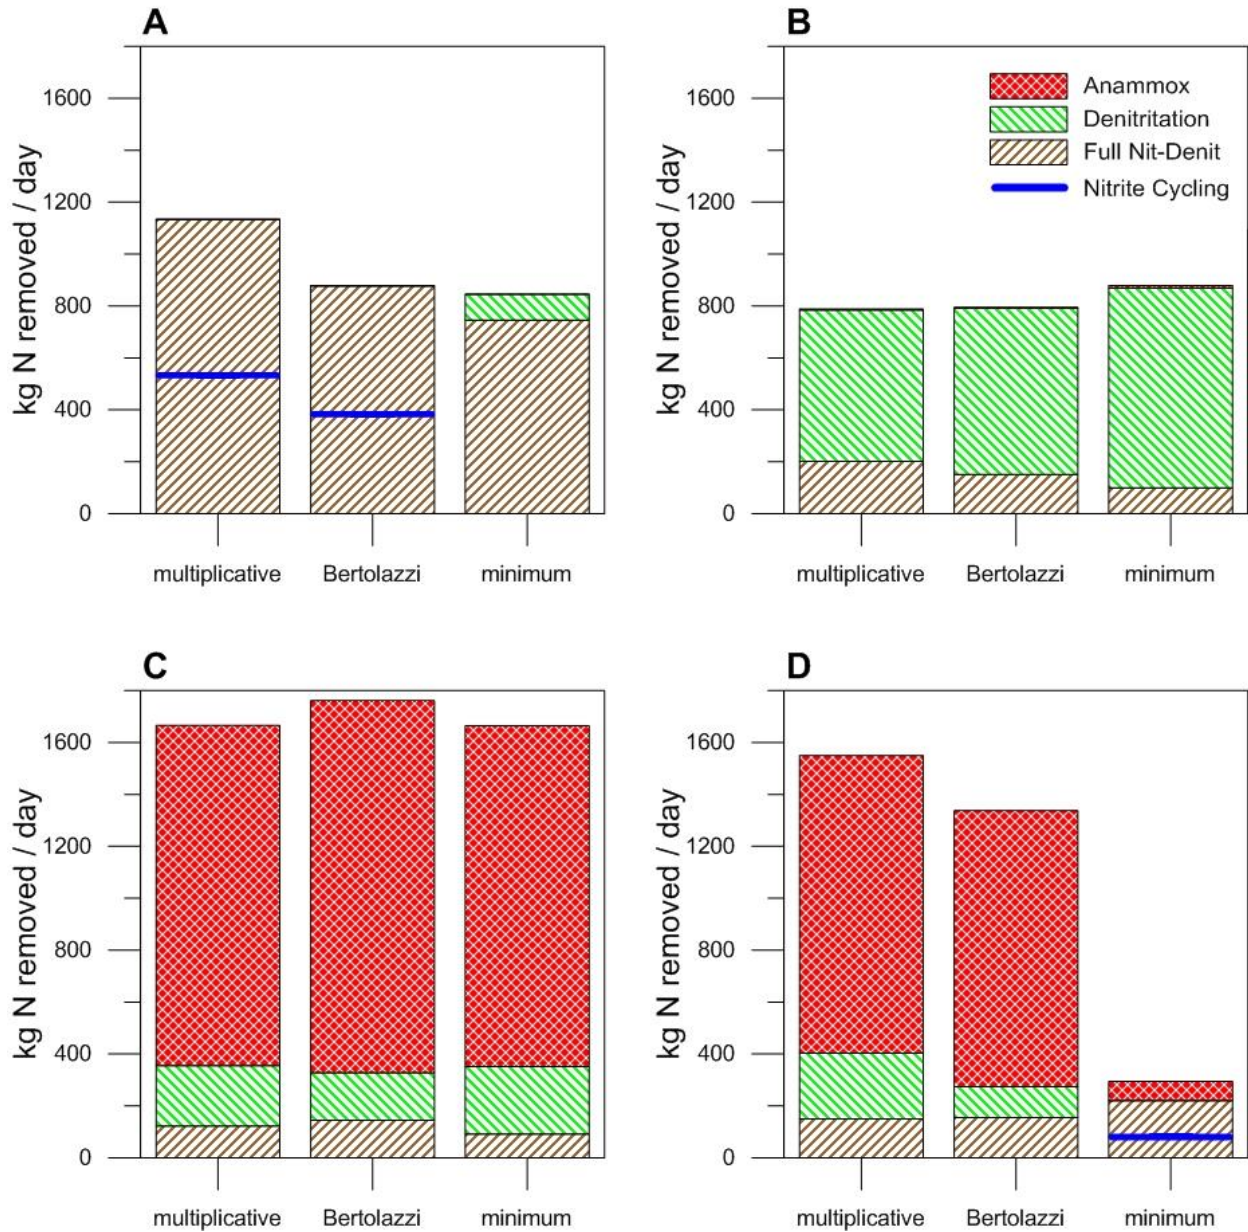 A
kg N removed / day
1600
1200
800
400
0
multiplicative Bertolazzi minimum
B
kg N removed / day
1600
1200
800
400
0
Anammox
Denitritation
Full Nit-Denit
Nitrite Cycling
multiplicative Bertolazzi minimum
C
kg N removed / day
1600
1200
800
400
0
multiplicative Bertolazzi minimum
D
kg N removed / day
1600
1200
800
400
0
multiplicative Bertolazzi minimum